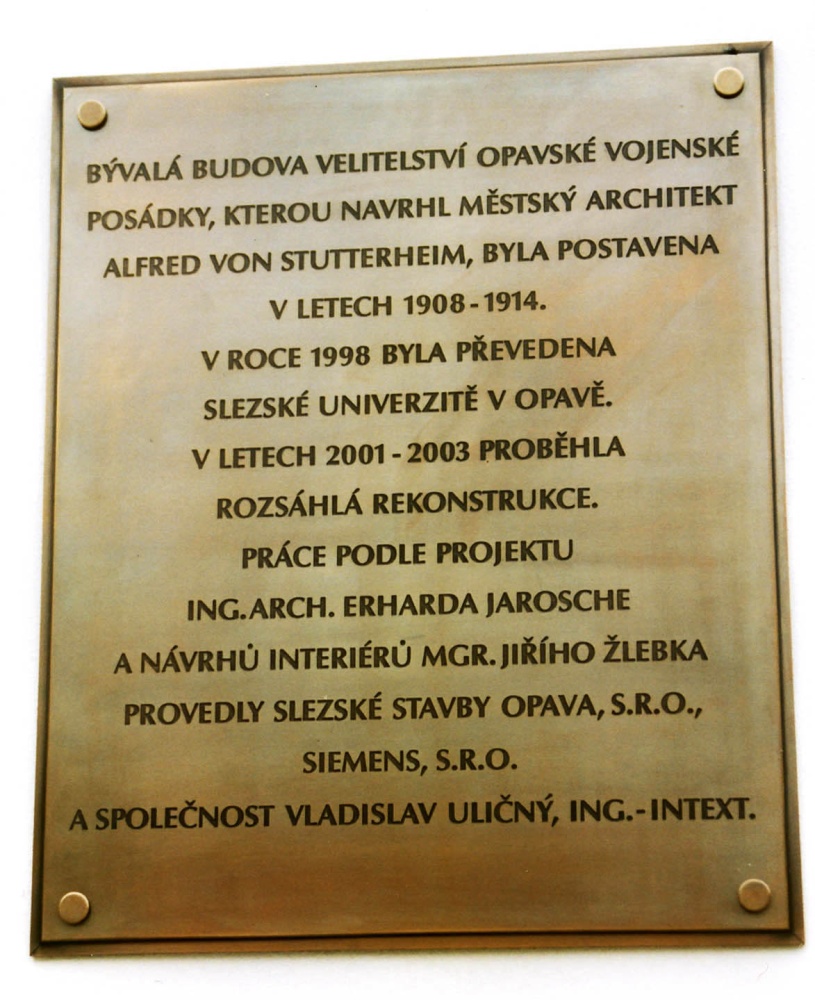 BÝVALÁ BUDOVA VELITELSTVÍ OPAVSKÉ VOJENSKÉ
POSÁDKY, KTEROU NAVRHL MĚSTSKÝ ARCHITEKT
ALFRED VON STUTTERHEIM, BYLA POSTAVENA
V LETECH 1908-1914.
V ROCE 1998 BYLA PŘEVEDENA
SLEZSKÉ UNIVERZITĚ V OPAVĚ.
V LETECH 2001-2003 PROBĚHLA
ROZSÁHLÁ REKONSTRUKCE.
PRÁCE PODLE PROJEKTU
ING.ARCH. ERHARDA JAROSCHE
A NÁVRHŮ INTERIÉRŮ MGR.JIŘÍHO ŽLEBKA
PROVEDLY SLEZSKÉ STAVBY OPAVA, S.R.O.,
SIEMENS, S.R.O.
A SPOLEČNOST VLADISLAV ULIČNÝ, ING.-INTEXT.